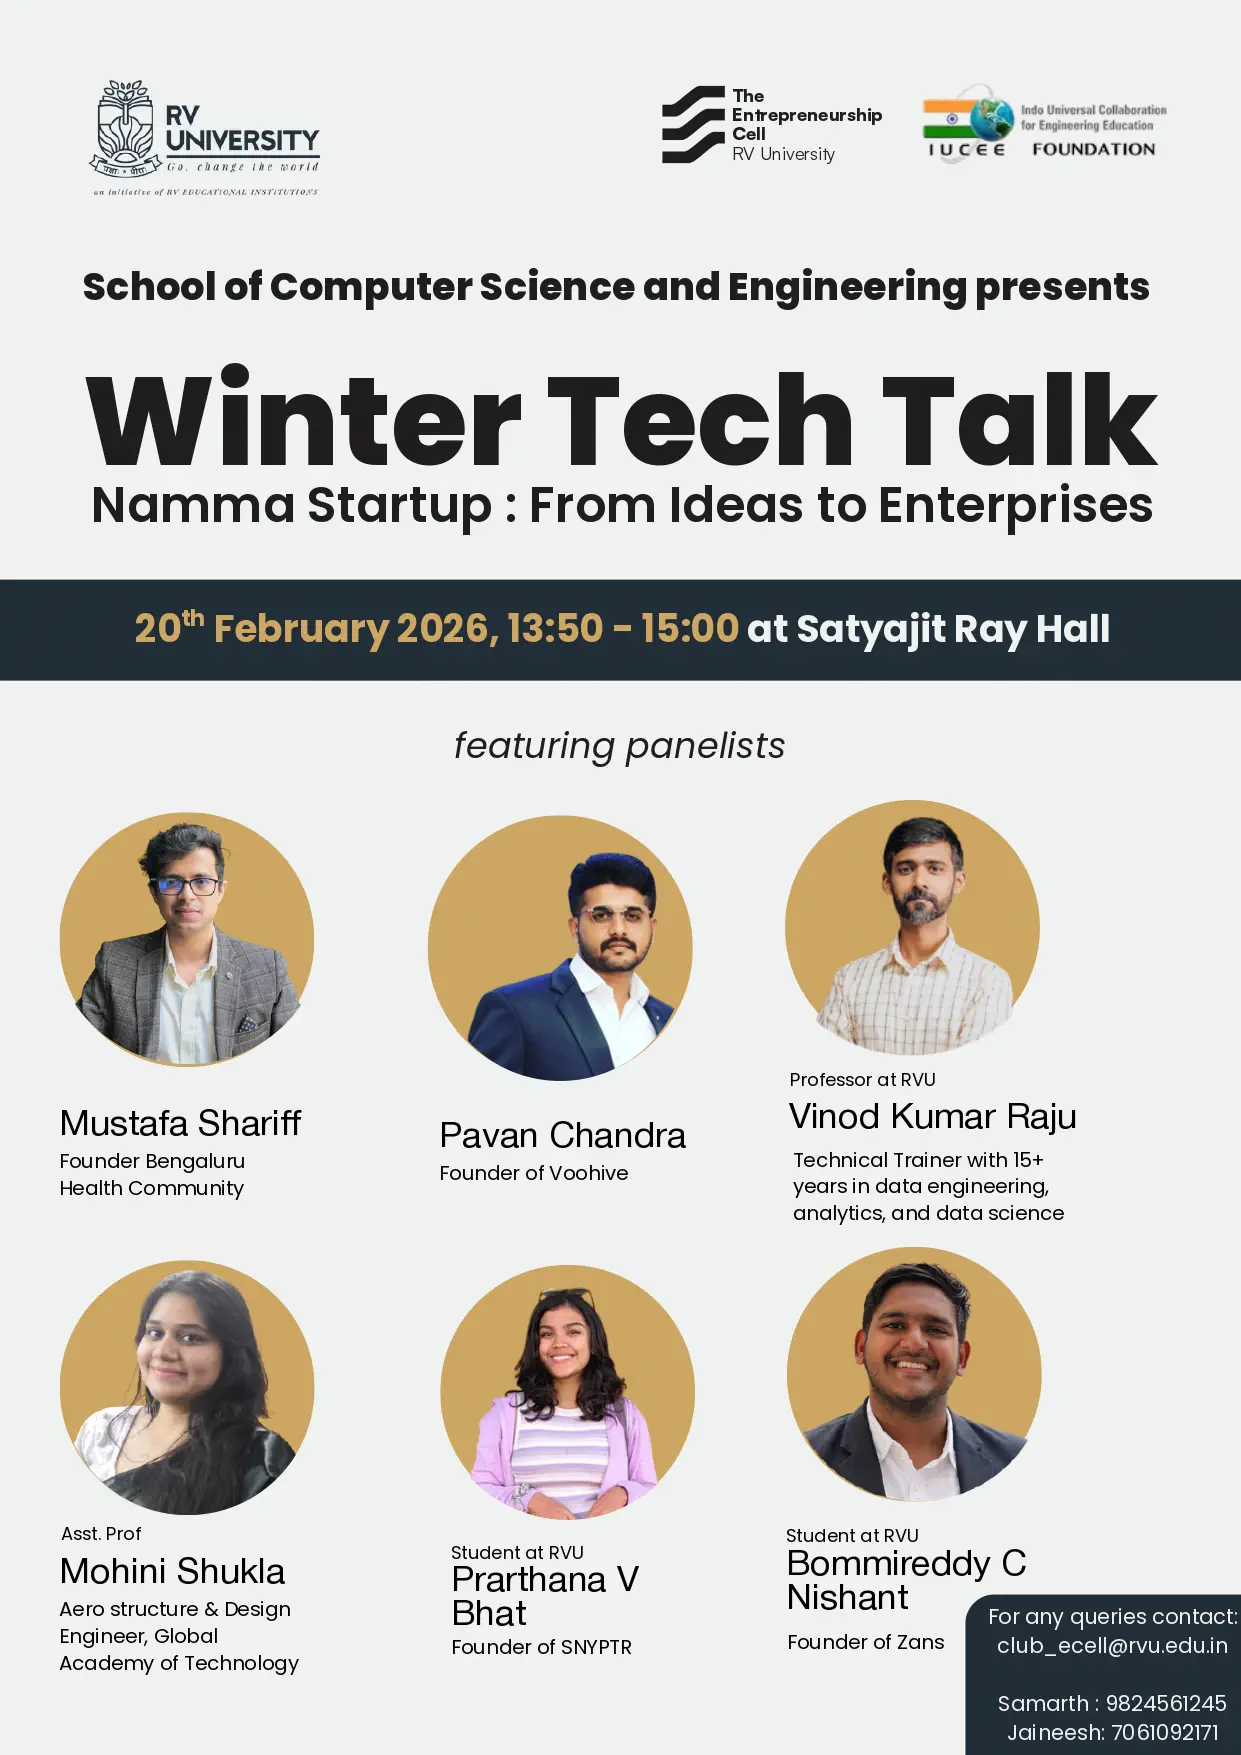 RV
UNIVERSITY
Go, change the world
an initiative of RV EDUCATIONAL INSTITUTIONS
The
Entrepreneurship
Cell
RV University
Indo Universal Collaboration
for Engineering Education
IUCEE FOUNDATION
School of Computer Science and Engineering presents
Winter Tech Talk
Namma Startup : From Ideas to Enterprises
20th February 2026, 13:50 - 15:00 at Satyajit Ray Hall
featuring panelists
Mustafa Shariff
Founder Bengaluru
Health Community
Pavan Chandra
Founder of Voohive
Professor at RVU
Vinod Kumar Raju
Technical Trainer with 15+
years in data engineering,
analytics, and data science
Asst. Prof
Mohini Shukla
Aero structure & Design
Engineer, Global
Academy of Technology
Student at RVU
Prarthana V
Bhat
Founder of SNYPTR
Student at RVU
Bommireddy C
Nishant
Founder of Zans
For any queries contact:
club_ecell@rvu.edu.in
Samarth : 9824561245
Jaineesh: 7061092171